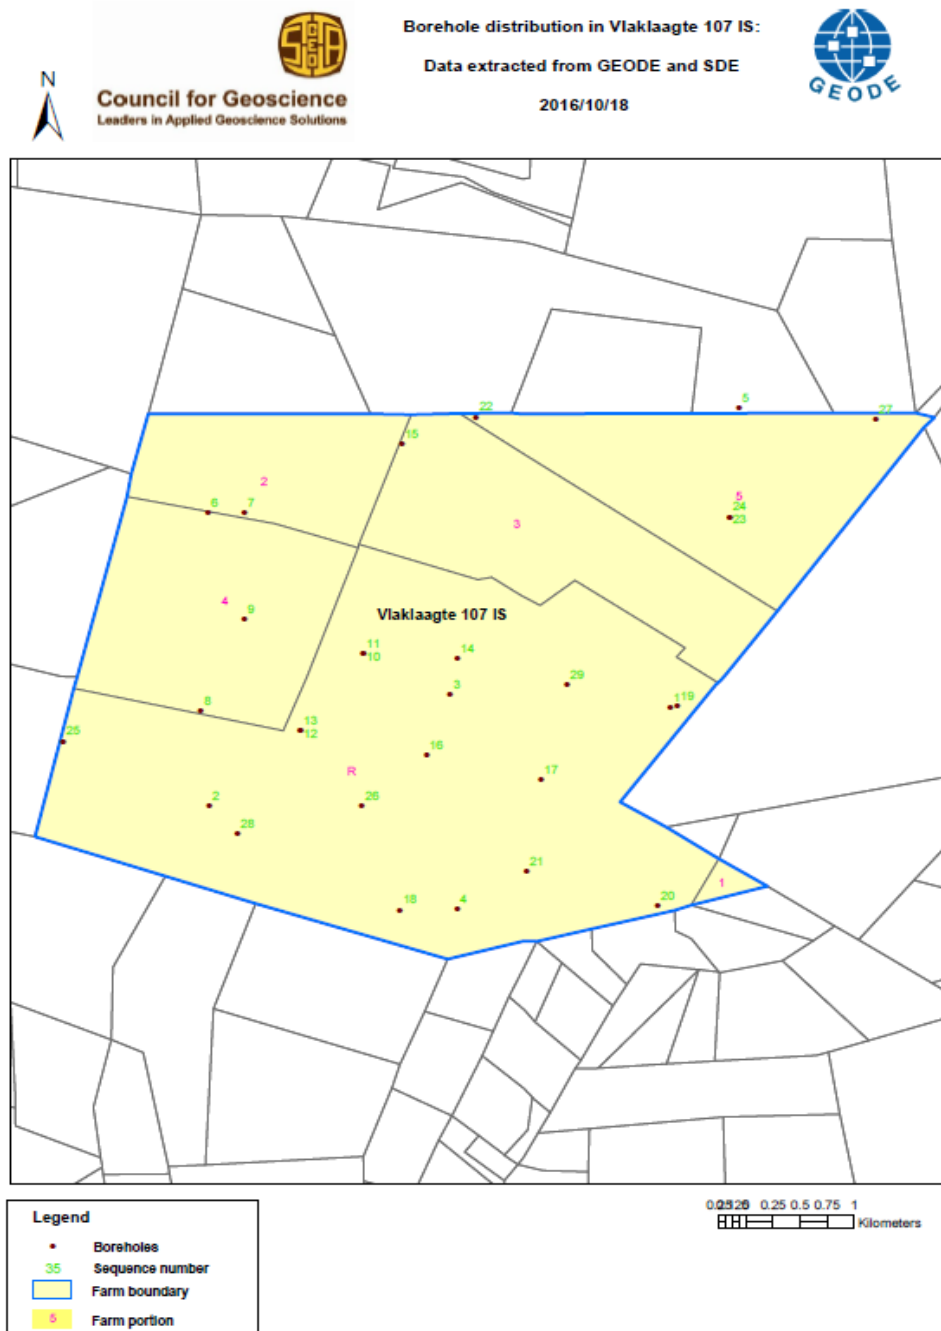 Borehole distribution in Vlaklaagte 107 IS:
Data extracted from GEODE and SDE
2016/10/18
N
Council for Geoscience
Leaders in Applied Geoscience Solutions
GEODE
5
22
27
15
2
6
7
5
24
23
3
4
9
Vlaklaagte 107 IS
11
10
14
29
3
8
1
19
13
12
25
16
R
17
2
26
28
21
1
18
4
20
Legend
Boreholes
35 Sequence number
Farm boundary
5 Farm portion
0.25 0.5 0.75 1
Kilometers